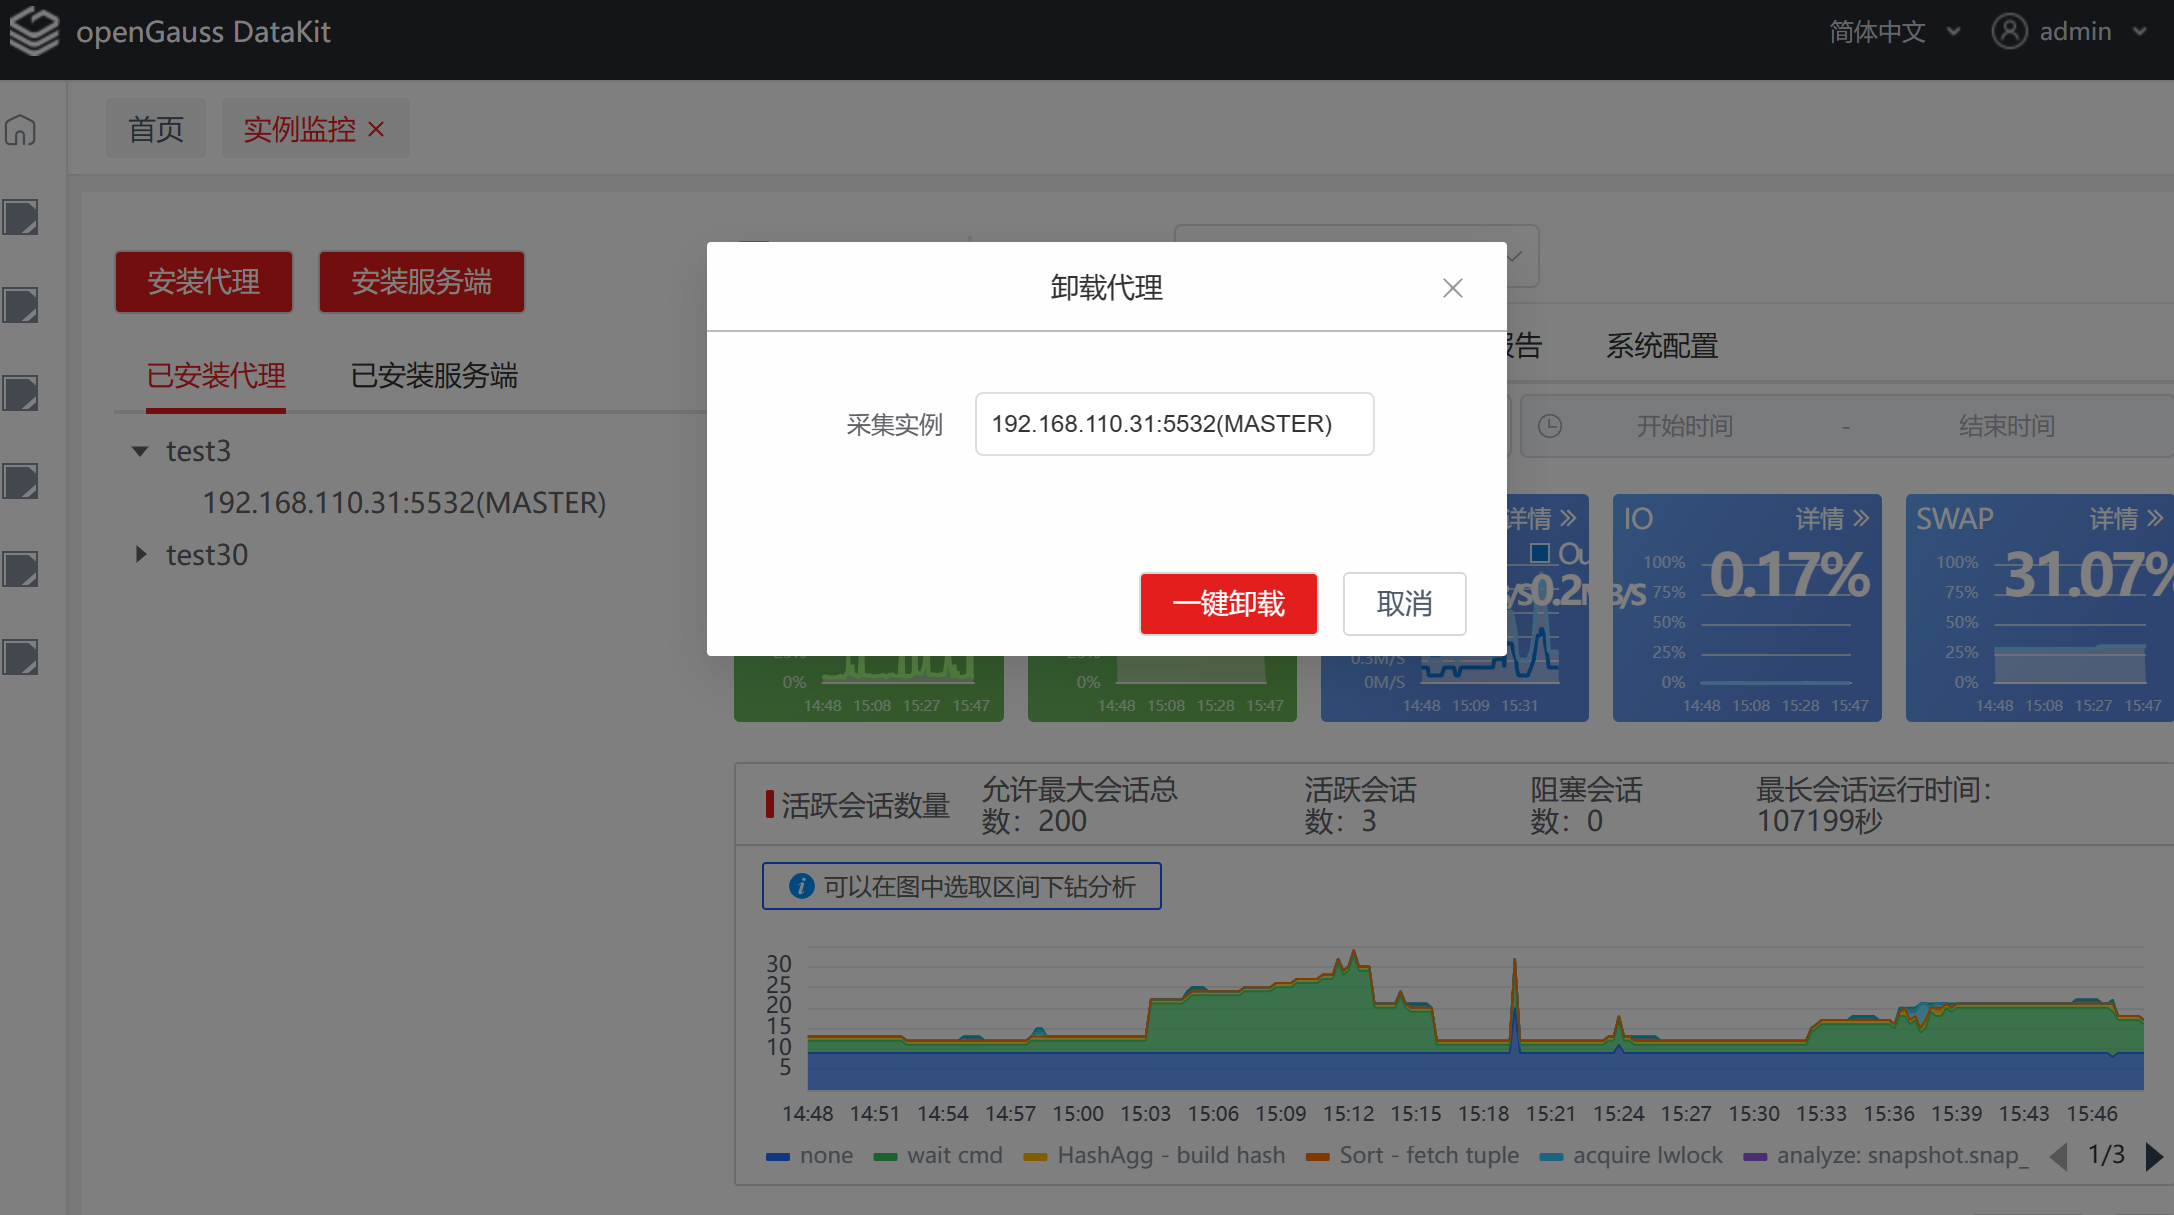 openGauss DataKit
简体中文
admin
首页
实例监控
安装代理
安装服务端
已安装代理
已安装服务端
test3
192.168.110.31:5532(MASTER)
test30
卸载代理
采集实例
192.168.110.31:5532(MASTER)
一键卸载
取消
报告
系统配置
开始时间 - 结束时间
0%
14:48 15:08 15:27 15:47
0%
14:48 15:08 15:28 15:47
详情
Ou
0.2MB/S
0.5M/S
0M/S
14:48 15:09 15:31
IO
详情
0.17%
100%
75%
50%
25%
0%
14:48 15:08 15:28 15:47
SWAP
详情
31.07%
100%
75%
50%
25%
0%
14:48 15:08 15:27 15:47
活跃会话数量
允许最大会话总
数：200
活跃会话
数：3
阻塞会话
数：0
最长会话运行时间：
107199秒
可以在图中选取区间下钻分析
30
25
20
15
10
5
14:48 14:51 14:54 14:57 15:00 15:03 15:06 15:09 15:12 15:15 15:18 15:21 15:24 15:27 15:30 15:33 15:36 15:39 15:43 15:46
none wait cmd HashAgg - build hash Sort - fetch tuple acquire lwlock analyze: snapshot.snap_ 1/3